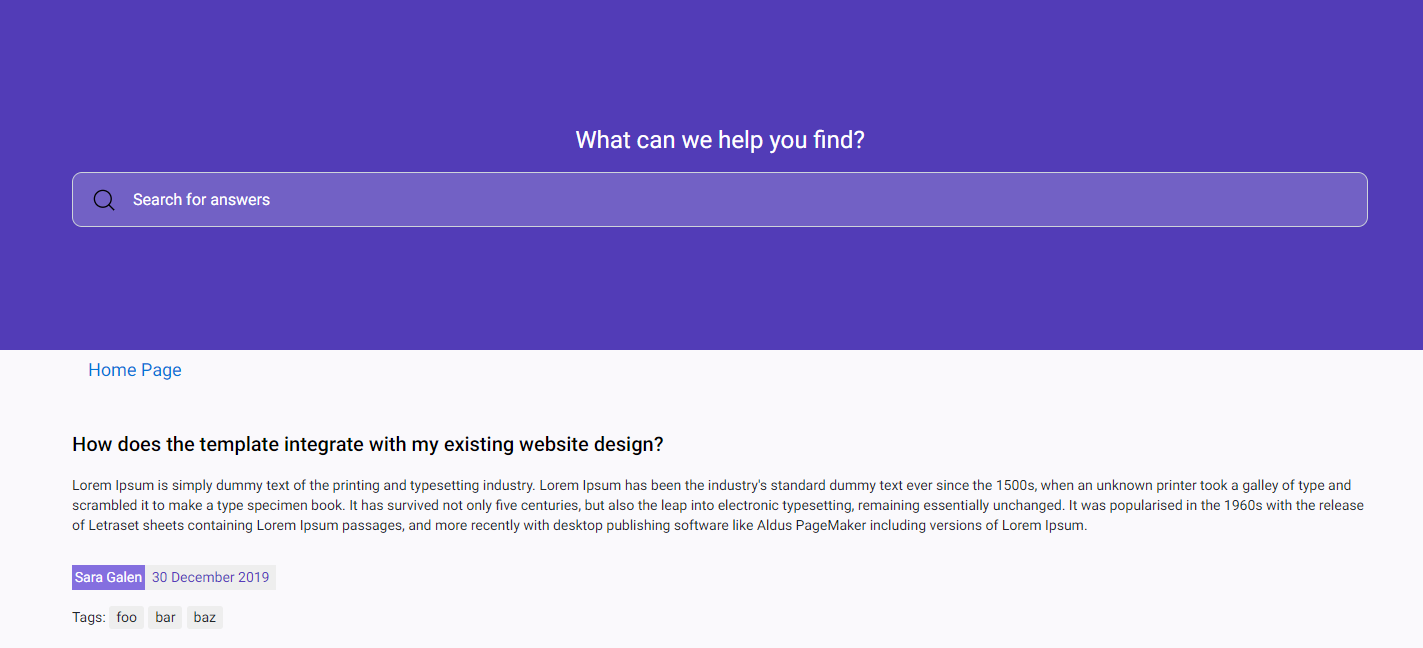 What can we help you find?
Search for answers
Home Page
How does the template integrate with my existing website design?
Lorem Ipsum is simply dummy text of the printing and typesetting industry. Lorem Ipsum has been the industry's standard dummy text ever since the 1500s, when an unknown printer took a galley of type and
scrambled it to make a type specimen book. It has survived not only five centuries, but also the leap into electronic typesetting, remaining essentially unchanged. It was popularised in the 1960s with the release
of Letraset sheets containing Lorem Ipsum passages, and more recently with desktop publishing software like Aldus PageMaker including versions of Lorem Ipsum.
Sara Galen 30 December 2019
Tags: foo bar baz